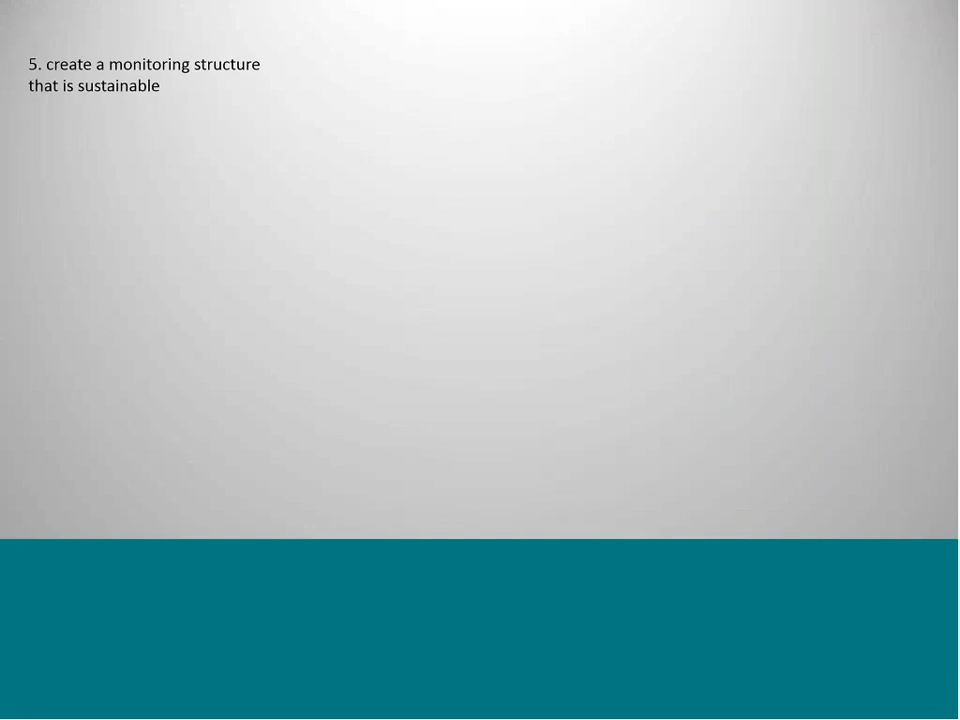 5. create a monitoring structure
that is sustainable